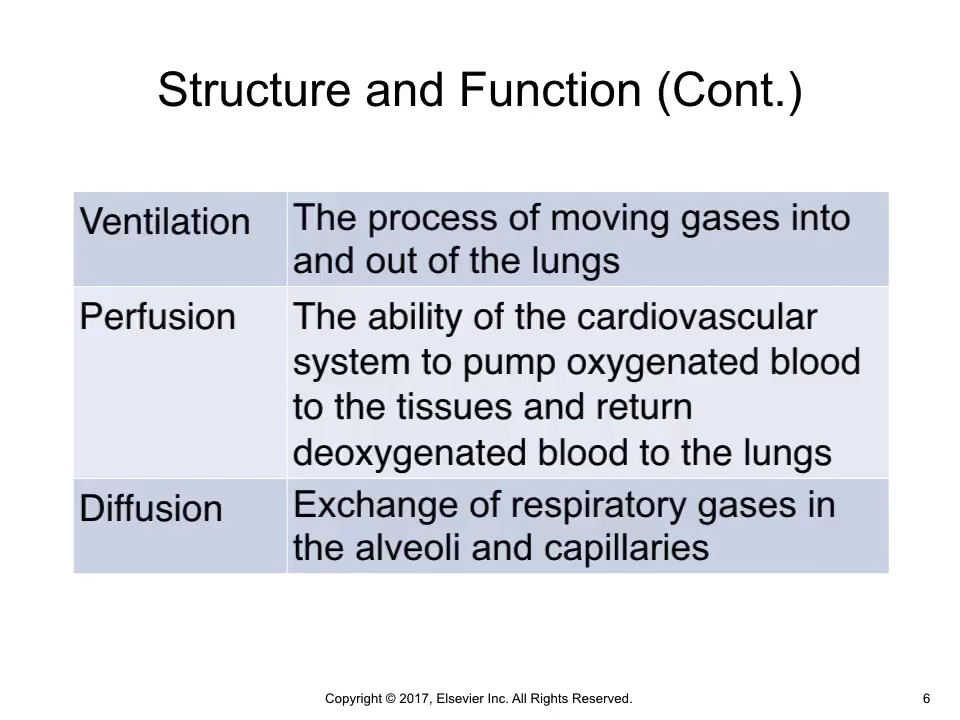 Structure and Function (Cont.)
Ventilation
The process of moving gases into
and out of the lungs
Perfusion
The ability of the cardiovascular
system to pump oxygenated blood
to the tissues and return
deoxygenated blood to the lungs
Diffusion
Exchange of respiratory gases in
the alveoli and capillaries
Copyright © 2017, Elsevier Inc. All Rights Reserved.
6